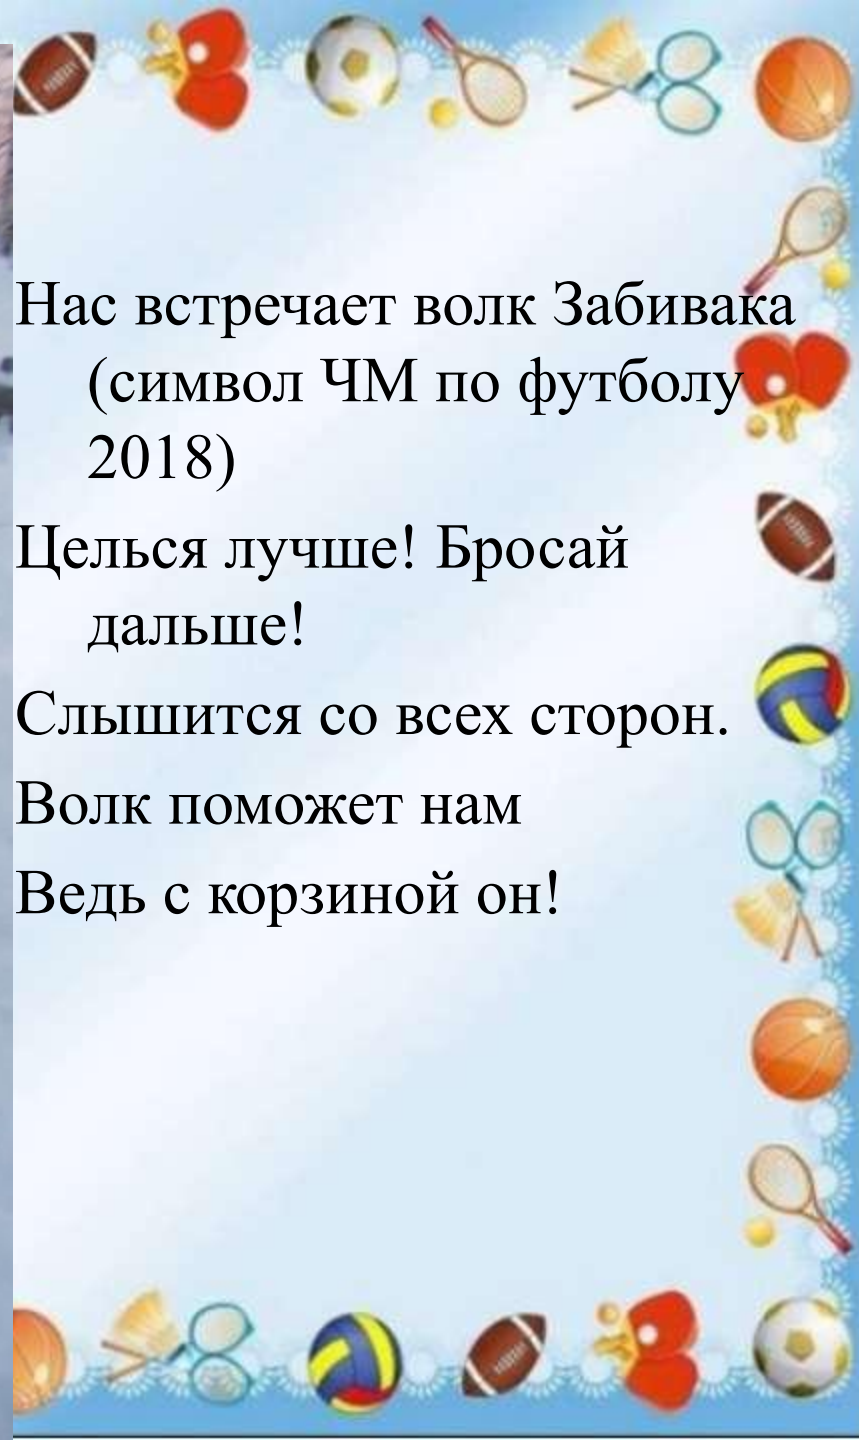 Нас встречает волк Забивака
(символ ЧМ по футболу
2018)
Целься лучше! Бросай
дальше!
Слышится со всех сторон.
Волк поможет нам
Ведь с корзиной он!